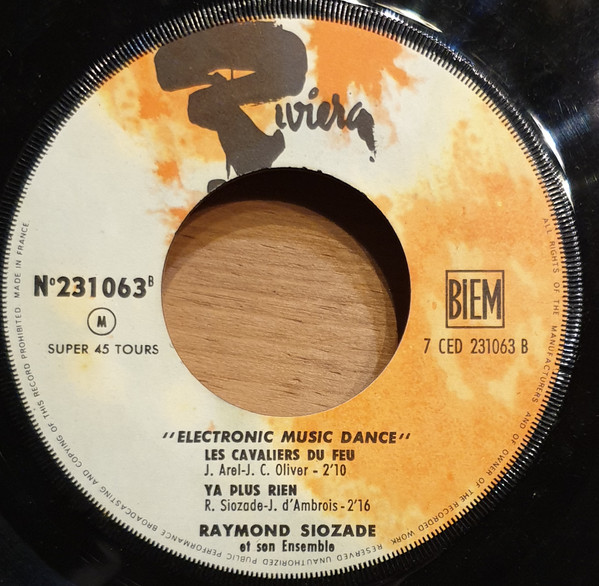 Riviera
Nº231063B
M
SUPER 45 TOURS
BIEM
7 CED 231063 B
"ELECTRONIC MUSIC DANCE"
LES CAVALIERS DU FEU
J. Arel-J. C. Oliver - 2'10
YA PLUS RIEN
R. Siozade-J. d'Ambrois - 2'16
RAYMOND SIOZADE
et son Ensemble
ALL RIGHTS OF THE MANUFACTURERS AND OF OWNER OF THE RECORDED WORK RESERVED UNAUTHORIZED PUBLIC PERFORMANCE BROADCASTING AND COPYING OF THIS RECORD PROHIBITED. MADE IN FRANCE